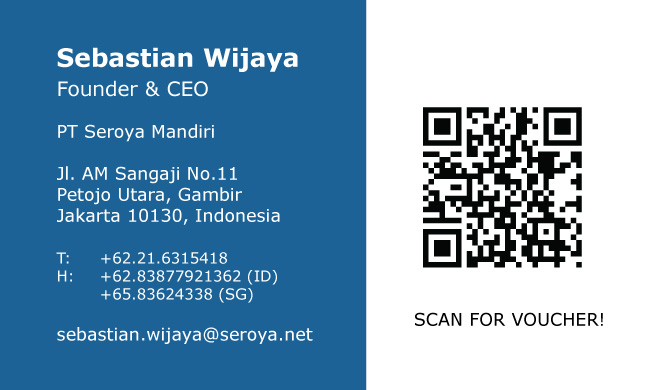 Sebastian Wijaya
Founder & CEO
PT Seroya Mandiri
Jl. AM Sangaji No.11
Petojo Utara, Gambir
Jakarta 10130, Indonesia
T: +62.21.6315418
H: +62.83877921362 (ID)
+65.83624338 (SG)
sebastian.wijaya@seroya.net
SCAN FOR VOUCHER!